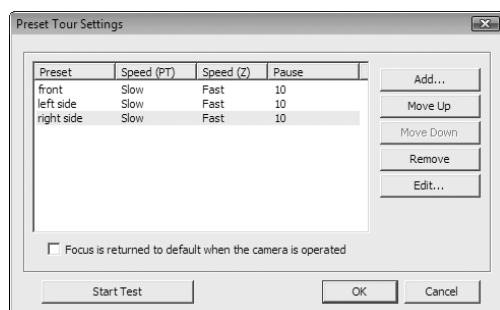 Preset Tour Settings
Preset Speed (PT) Speed (Z) Pause
front Slow Fast 10
left side Slow Fast 10
right side Slow Fast 10
Add...
Move Up
Move Down
Remove
Edit...
Focus is returned to default when the camera is operated
Start Test OK Cancel